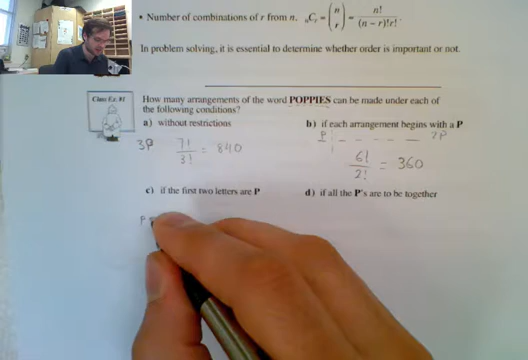 • Number of combinations of r from n. nCr = (n r) = n! / (n − r)!r! .
In problem solving, it is essential to determine whether order is important or not.
Class Ex. #1
How many arrangements of the word POPPIES can be made under each of
the following conditions?
a) without restrictions
b) if each arrangement begins with a P
3P 7!/3! = 840
P 2P
6!/2! = 360
c) if the first two letters are P
d) if all the P's are to be together
P